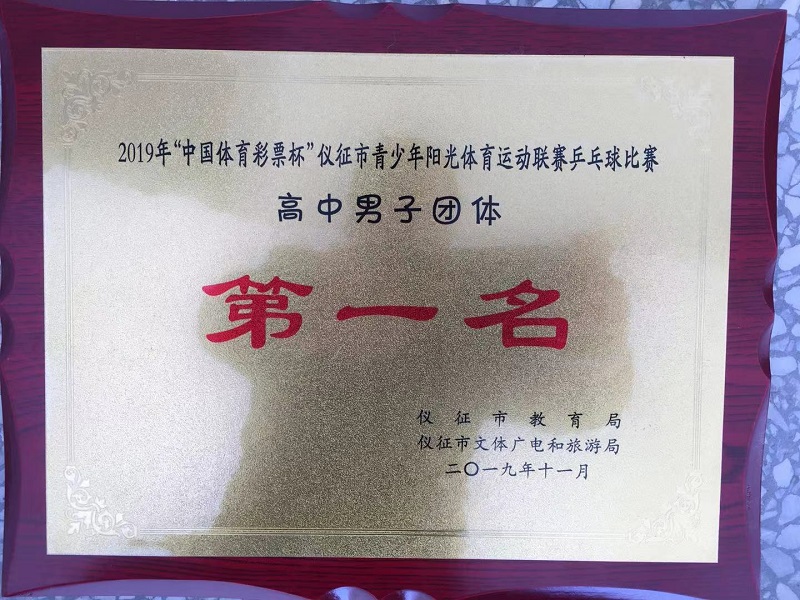 2019年“中国体育彩票杯”仪征市青少年阳光体育运动联赛乒乓球比赛
高中男子团体
第一名
仪征市教育局
仪征市文体广电和旅游局
二〇一九年十一月